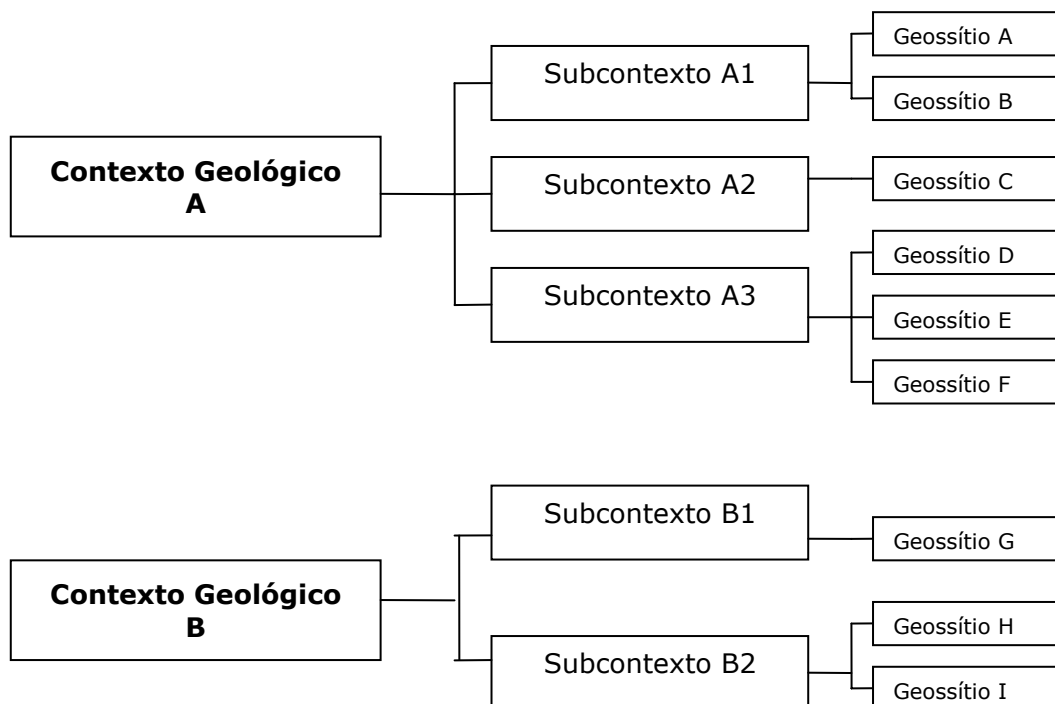 Contexto Geológico
A
Subcontexto A1
Geossítio A
Geossítio B
Subcontexto A2
Geossítio C
Subcontexto A3
Geossítio D
Geossítio E
Geossítio F
Contexto Geológico
B
Subcontexto B1
Geossítio G
Subcontexto B2
Geossítio H
Geossítio I